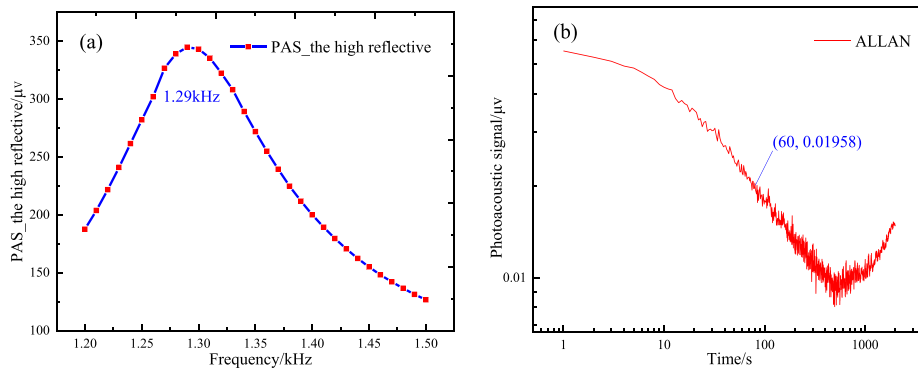 (a)
PAS_the high reflective
1.29kHz
PAS_the high reflective/μv
350
300
250
200
150
100
1.20
1.25
1.30
1.35
1.40
1.45
1.50
Frequency/kHz
(b)
ALLAN
(60, 0.01958)
Photoacoustic signal/μv
0.01
1
10
100
1000
Time/s